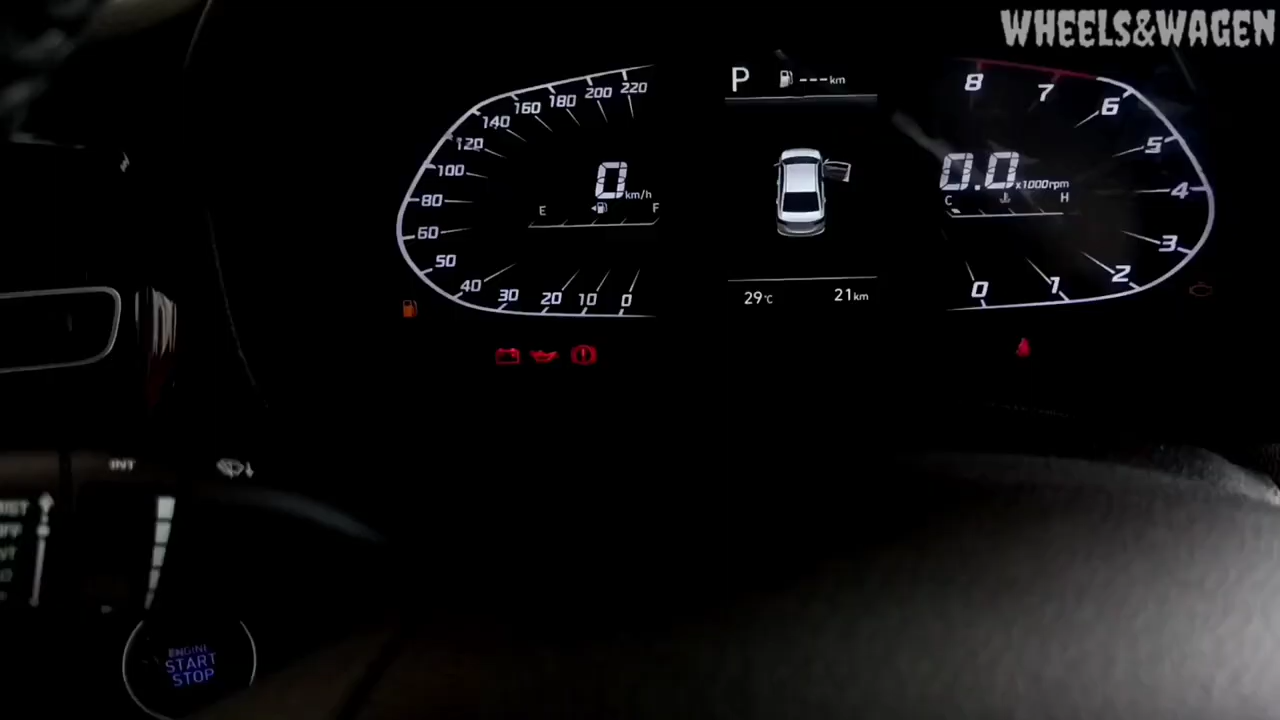 WHEELS&WAGEN
P ---km
220
200
180
160
140
120
100
80
60
50
40
30
20
10
0
0 km/h
E F
8
7
6
5
4
3
2
1
0
0.0 x1000rpm
C H
29°C 21km
INT
ENGINE
START
STOP